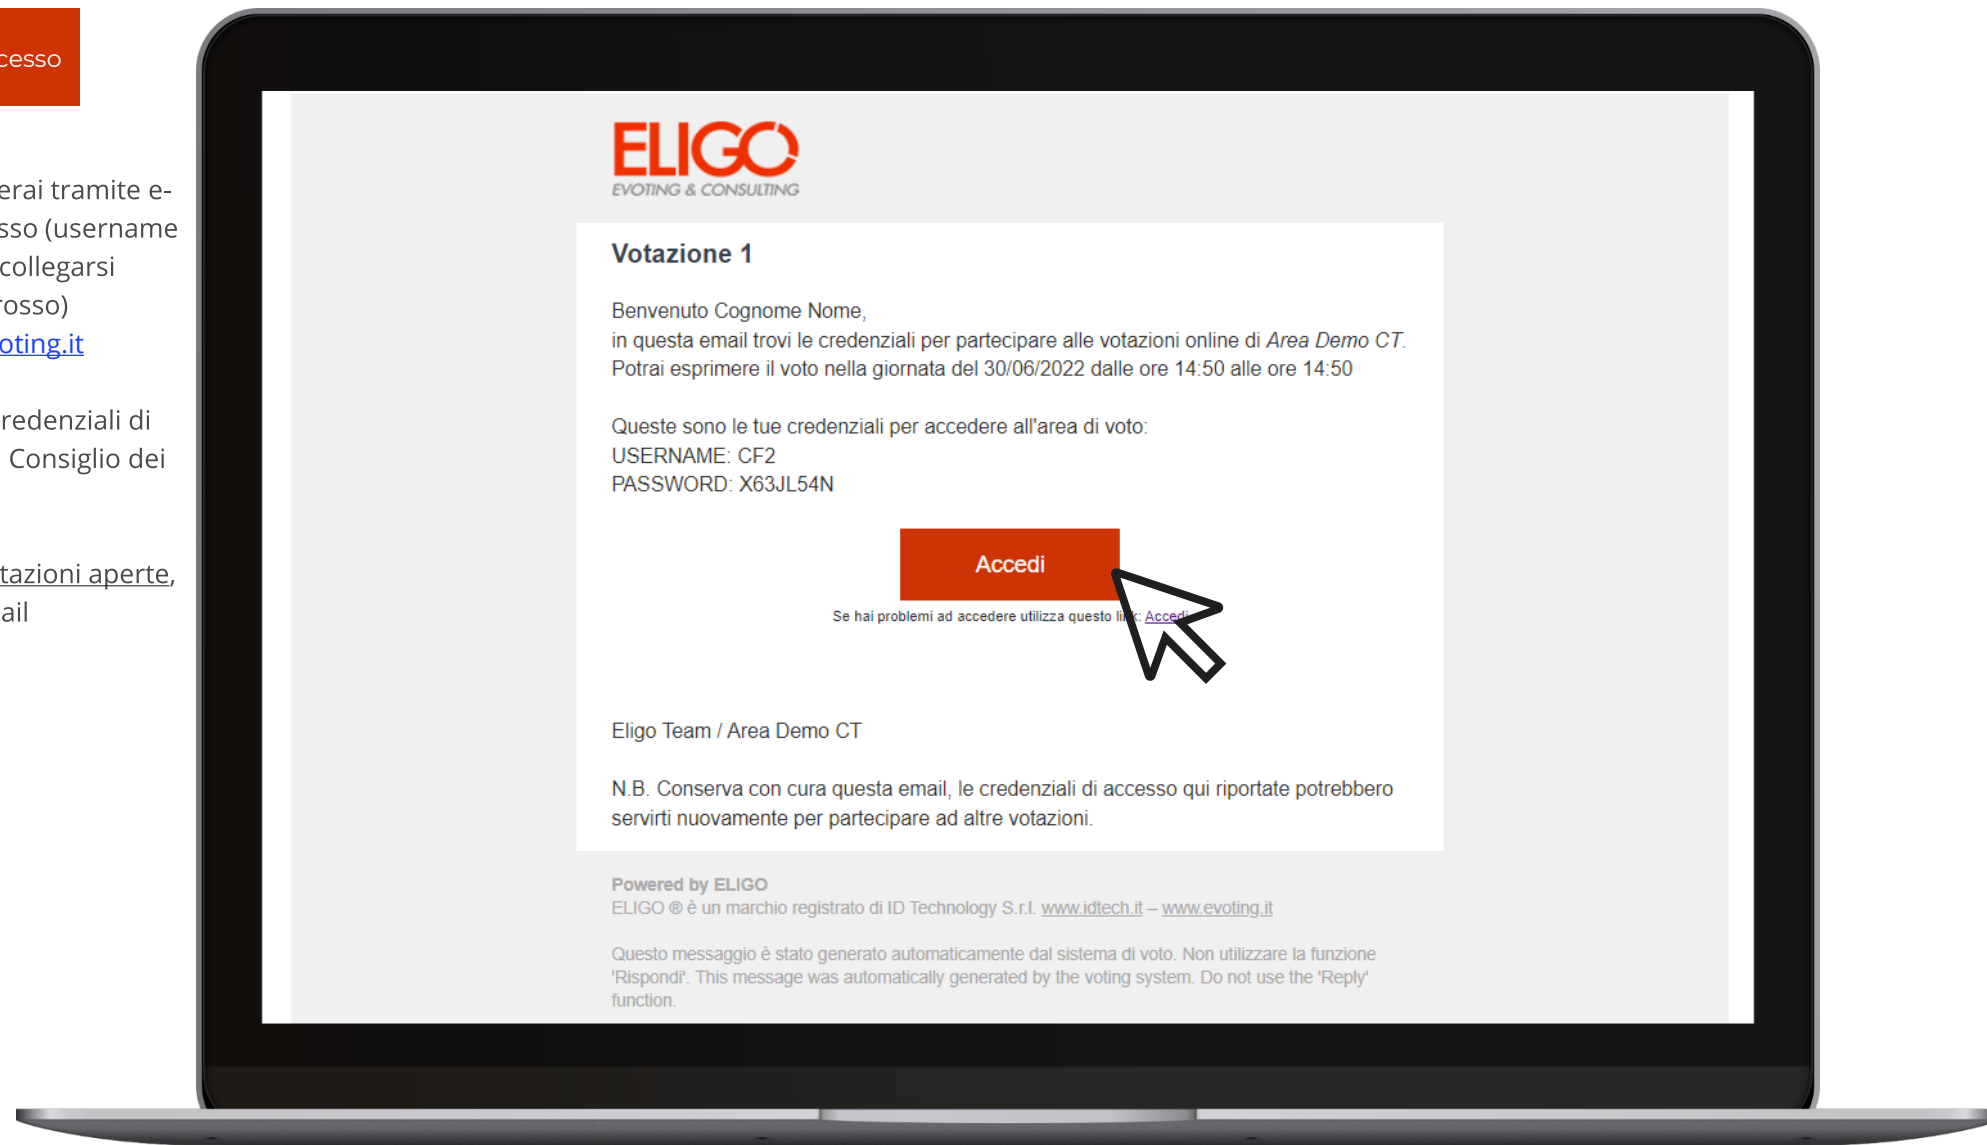 cesso
erai tramite e-
sso (username
collegarsi
rosso)
oting.it
redenziali di
Consiglio dei
tazioni aperte,
ail
ELIGO
EVOTING & CONSULTING
Votazione 1
Benvenuto Cognome Nome,
in questa email trovi le credenziali per partecipare alle votazioni online di Area Demo CT.
Potrai esprimere il voto nella giornata del 30/06/2022 dalle ore 14:50 alle ore 14:50
Queste sono le tue credenziali per accedere all'area di voto:
USERNAME: CF2
PASSWORD: X63JL54N
Accedi
Se hai problemi ad accedere utilizza questo link: Accedi
Eligo Team / Area Demo CT
N.B. Conserva con cura questa email, le credenziali di accesso qui riportate potrebbero
servirti nuovamente per partecipare ad altre votazioni.
Powered by ELIGO
ELIGO ® è un marchio registrato di ID Technology S.r.l. www.idtech.it – www.evoting.it
Questo messaggio è stato generato automaticamente dal sistema di voto. Non utilizzare la funzione
'Rispondi'. This message was automatically generated by the voting system. Do not use the 'Reply'
function.